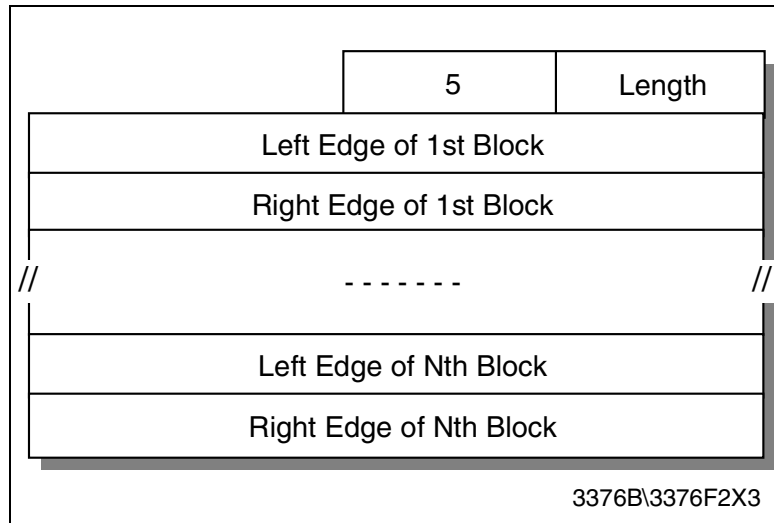 5 Length
Left Edge of 1st Block
Right Edge of 1st Block
// - - - - - - - //
Left Edge of Nth Block
Right Edge of Nth Block
3376B\3376F2X3